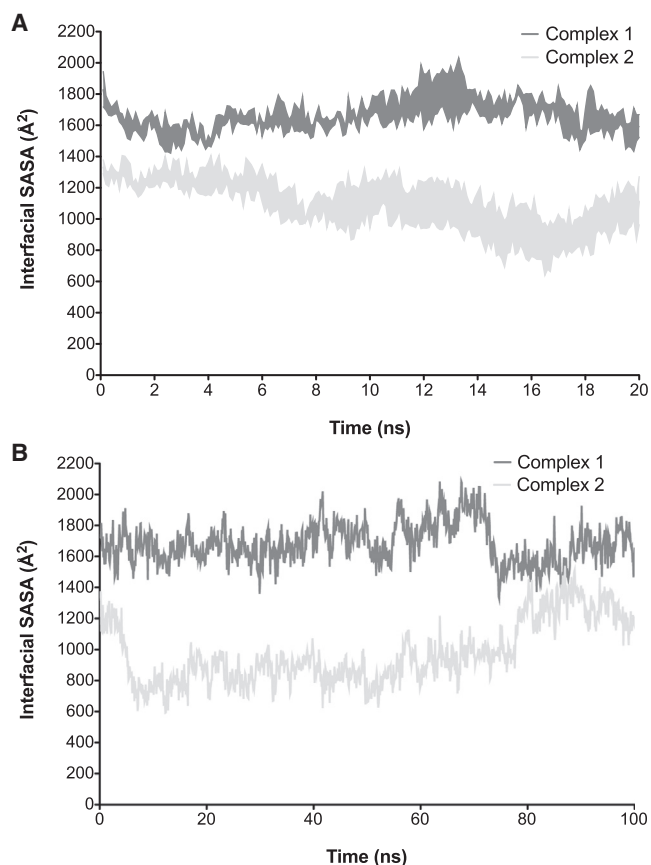 A
2200
2000
1800
1600
1400
1200
1000
800
600
400
200
0
Interfacial SASA (Å²)
Complex 1
Complex 2
0 2 4 6 8 10 12 14 16 18 20
Time (ns)
B
2200
2000
1800
1600
1400
1200
1000
800
600
400
200
0
Interfacial SASA (Å²)
Complex 1
Complex 2
0 20 40 60 80 100
Time (ns)